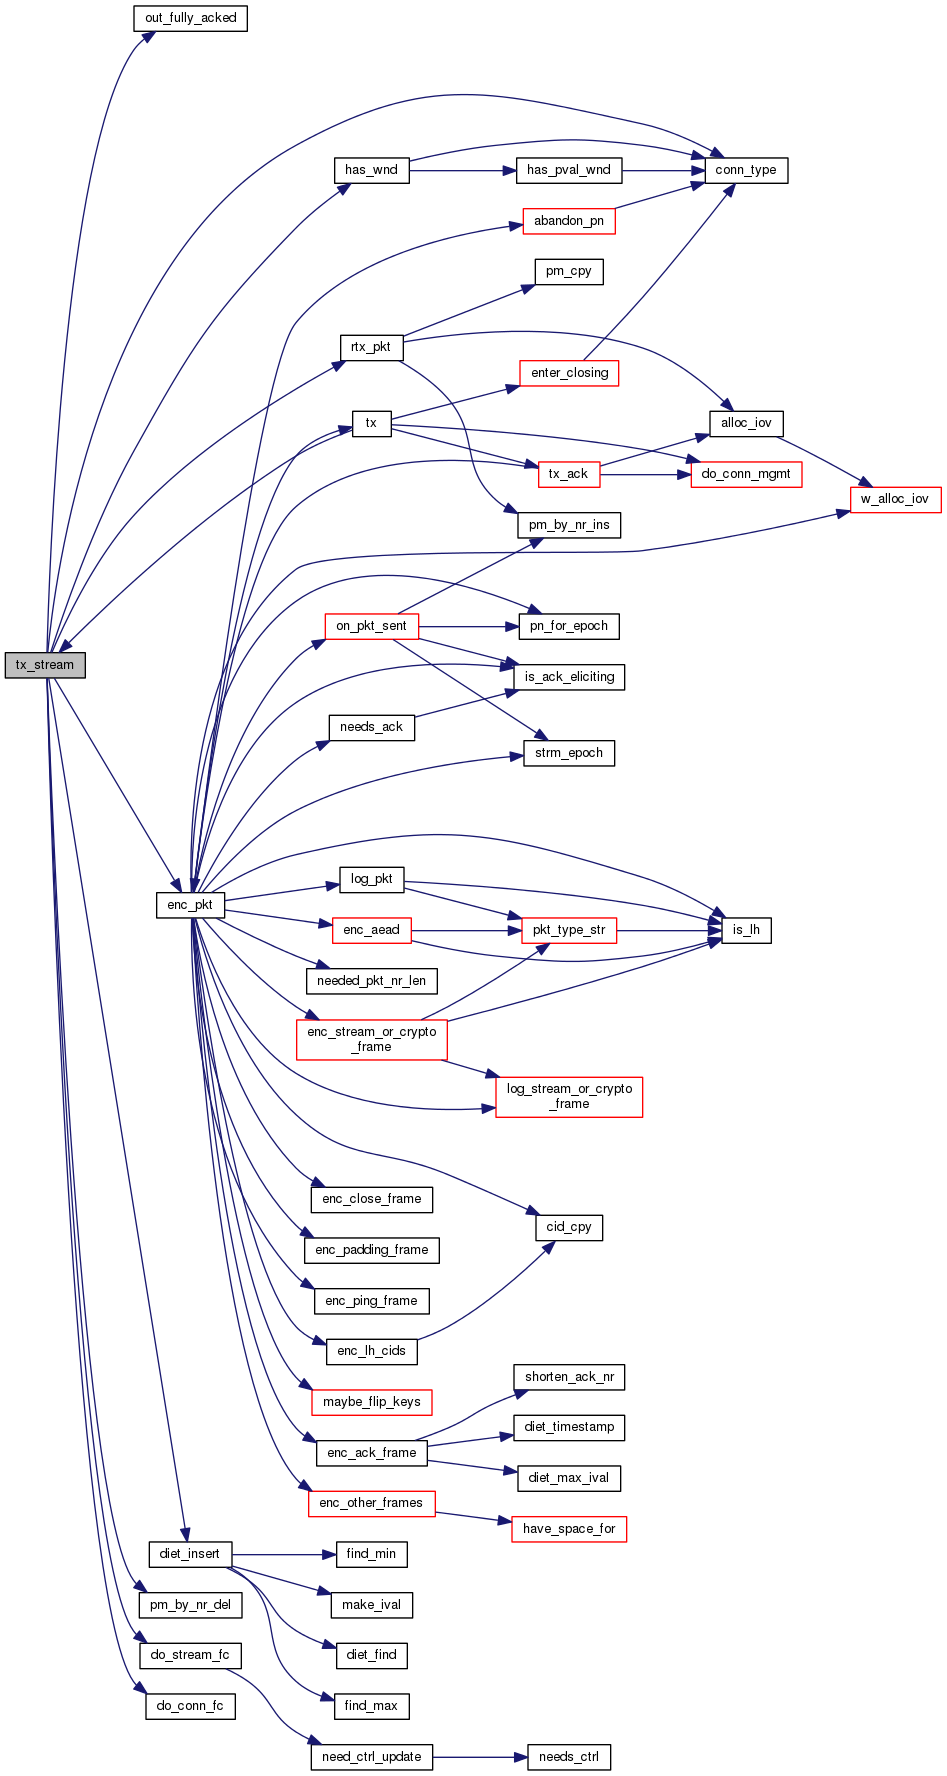 out_fully_acked
has_wnd
has_pval_wnd
conn_type
abandon_pn
pm_cpy
rtx_pkt
enter_closing
tx
alloc_iov
tx_ack
do_conn_mgmt
w_alloc_iov
pm_by_nr_ins
on_pkt_sent
pn_for_epoch
tx_stream
is_ack_eliciting
needs_ack
strm_epoch
log_pkt
enc_pkt
enc_aead
pkt_type_str
is_lh
needed_pkt_nr_len
enc_stream_or_crypto
_frame
log_stream_or_crypto
_frame
enc_close_frame
cid_cpy
enc_padding_frame
enc_ping_frame
enc_lh_cids
shorten_ack_nr
maybe_flip_keys
diet_timestamp
enc_ack_frame
diet_max_ival
enc_other_frames
have_space_for
diet_insert
find_min
pm_by_nr_del
make_ival
do_stream_fc
diet_find
do_conn_fc
find_max
need_ctrl_update
needs_ctrl